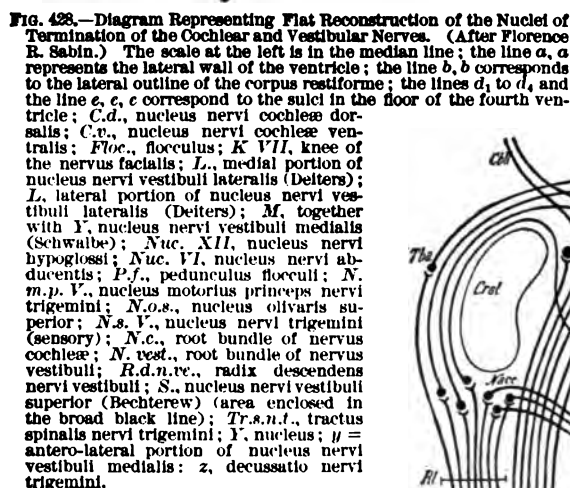 FIG. 428.—Diagram Representing Flat Reconstruction of the Nuclei of
Termination of the Cochlear and Vestibular Nerves. (After Florence
R. Sabin.) The scale at the left is in the median line; the line a, a
represents the lateral wall of the ventricle; the line b, b corresponds
to the lateral outline of the corpus restiforme; the lines d1 to d4 and
the line e, e, e correspond to the sulci in the floor of the fourth ven-
tricle; C.d., nucleus nervi cochleæ dor-
salis; C.v., nucleus nervi cochleæ ven-
tralis; Floc., flocculus; K VII, knee of
the nervus facialis; L., medial portion of
nucleus nervi vestibuli lateralis (Deiters);
L, lateral portion of nucleus nervi ves-
tibuli lateralis (Deiters); M, together
with Y, nucleus nervi vestibuli medialis
(Schwalbe); Nuc. XII, nucleus nervi
hypoglossi; Nuc. VI, nucleus nervi ab-
ducentis; P.f., pedunculus flocculi; N.
m.p. V., nucleus motorius princeps nervi
trigemini; N.o.s., nucleus olivaris su-
perior; N.s. V., nucleus nervi trigemini
(sensory); N.c., root bundle of nervus
cochleæ; N. vest., root bundle of nervus
vestibuli; R.d.n.ve., radix descendens
nervi vestibuli; S., nucleus nervi vestibuli
superior (Bechterew) (area enclosed in
the broad black line); Tr.s.n.t., tractus
spinalis nervi trigemini; Y, nucleus; y =
antero-lateral portion of nucleus nervi
vestibuli medialis: z, decussatio nervi
trigemini.
Cbll
Tba
Crst
Nacc
Rl